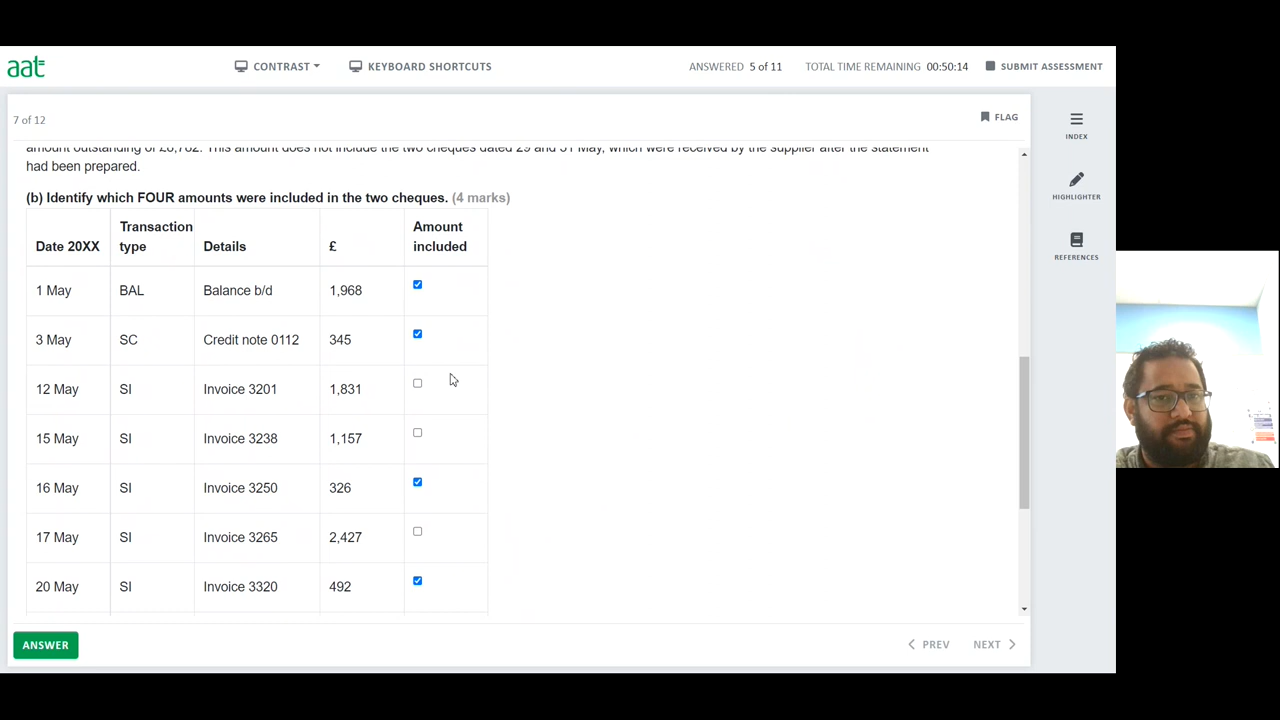 aat
CONTRAST
KEYBOARD SHORTCUTS
ANSWERED 5 of 11
TOTAL TIME REMAINING 00:50:14
SUBMIT ASSESSMENT
7 of 12
FLAG
INDEX
HIGHLIGHTER
REFERENCES
amount outstanding of £8,762. This amount does not include the two cheques dated 29 and 31 May, which were received by the supplier after the statement
had been prepared.
(b) Identify which FOUR amounts were included in the two cheques. (4 marks)
Date 20XX Transaction type Details £ Amount included
1 May BAL Balance b/d 1,968
3 May SC Credit note 0112 345
12 May SI Invoice 3201 1,831
15 May SI Invoice 3238 1,157
16 May SI Invoice 3250 326
17 May SI Invoice 3265 2,427
20 May SI Invoice 3320 492
ANSWER
PREV
NEXT